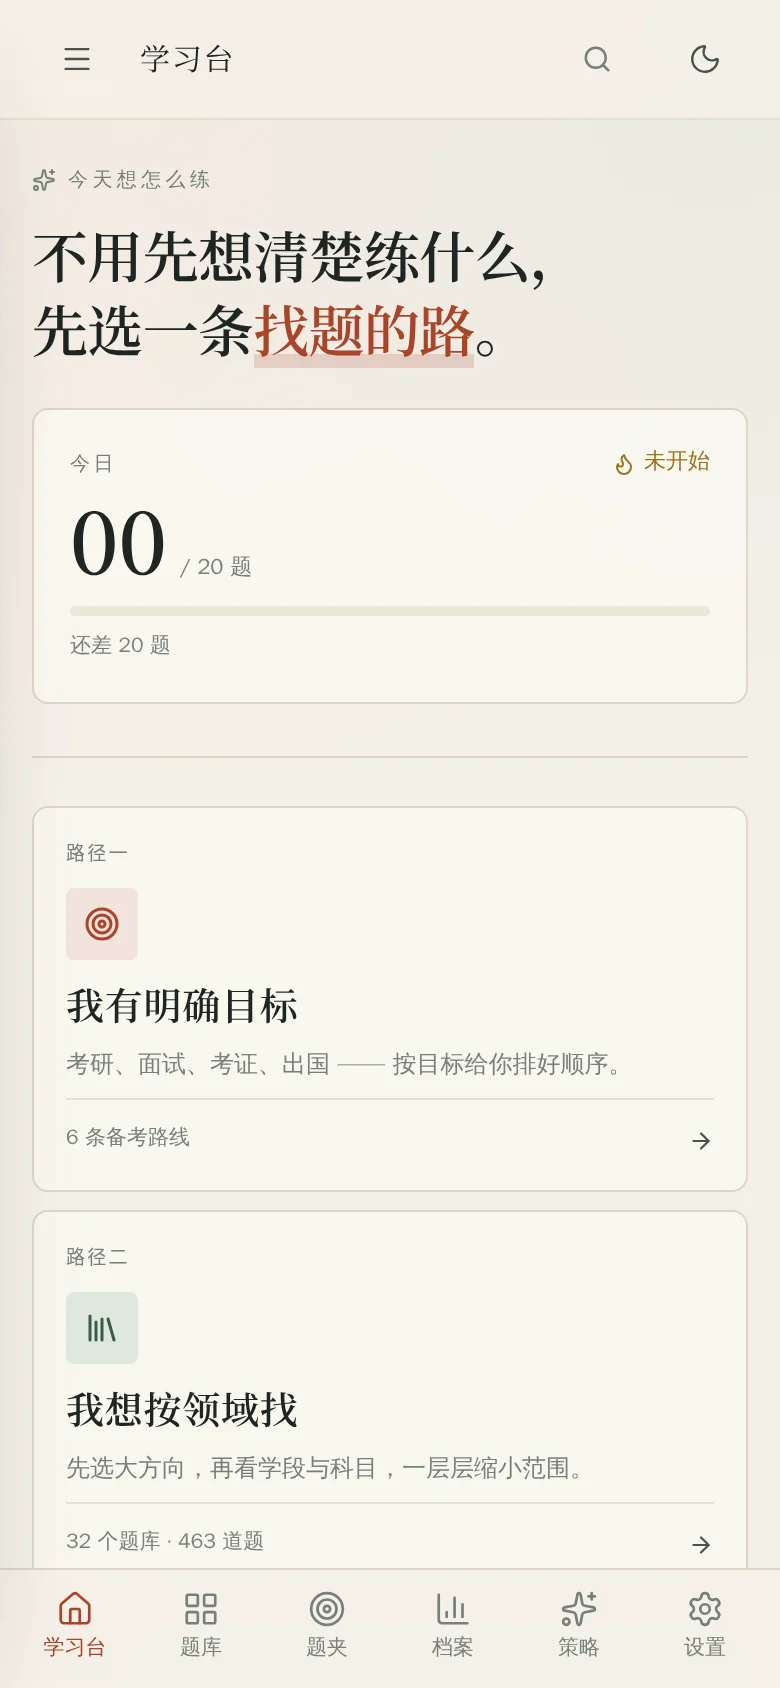 学习台
今天想怎么练
不用先想清楚练什么，
先选一条找题的路。
今日
未开始
00 / 20 题
还差 20 题
路径一
我有明确目标
考研、面试、考证、出国 —— 按目标给你排好顺序。
6 条备考路线
路径二
我想按领域找
先选大方向，再看学段与科目，一层层缩小范围。
32 个题库 · 463 道题
学习台
题库
题夹
档案
策略
设置